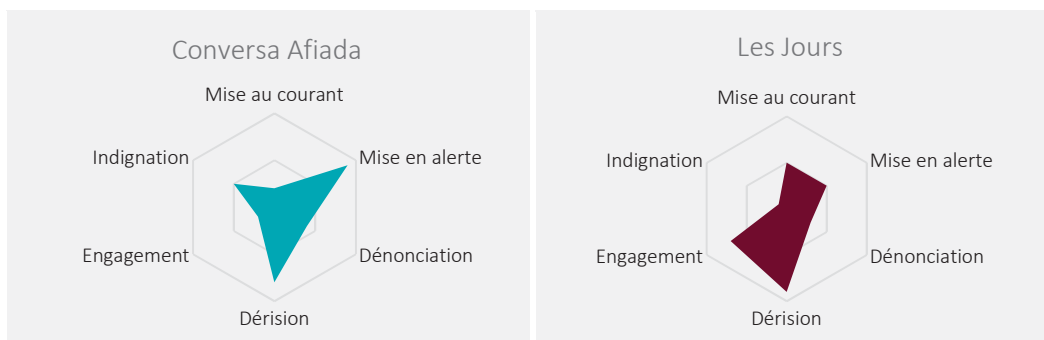 Conversa Afiada
Mise au courant
Indignation
Mise en alerte
Engagement
Dénonciation
Dérision
Les Jours
Mise au courant
Indignation
Mise en alerte
Engagement
Dénonciation
Dérision